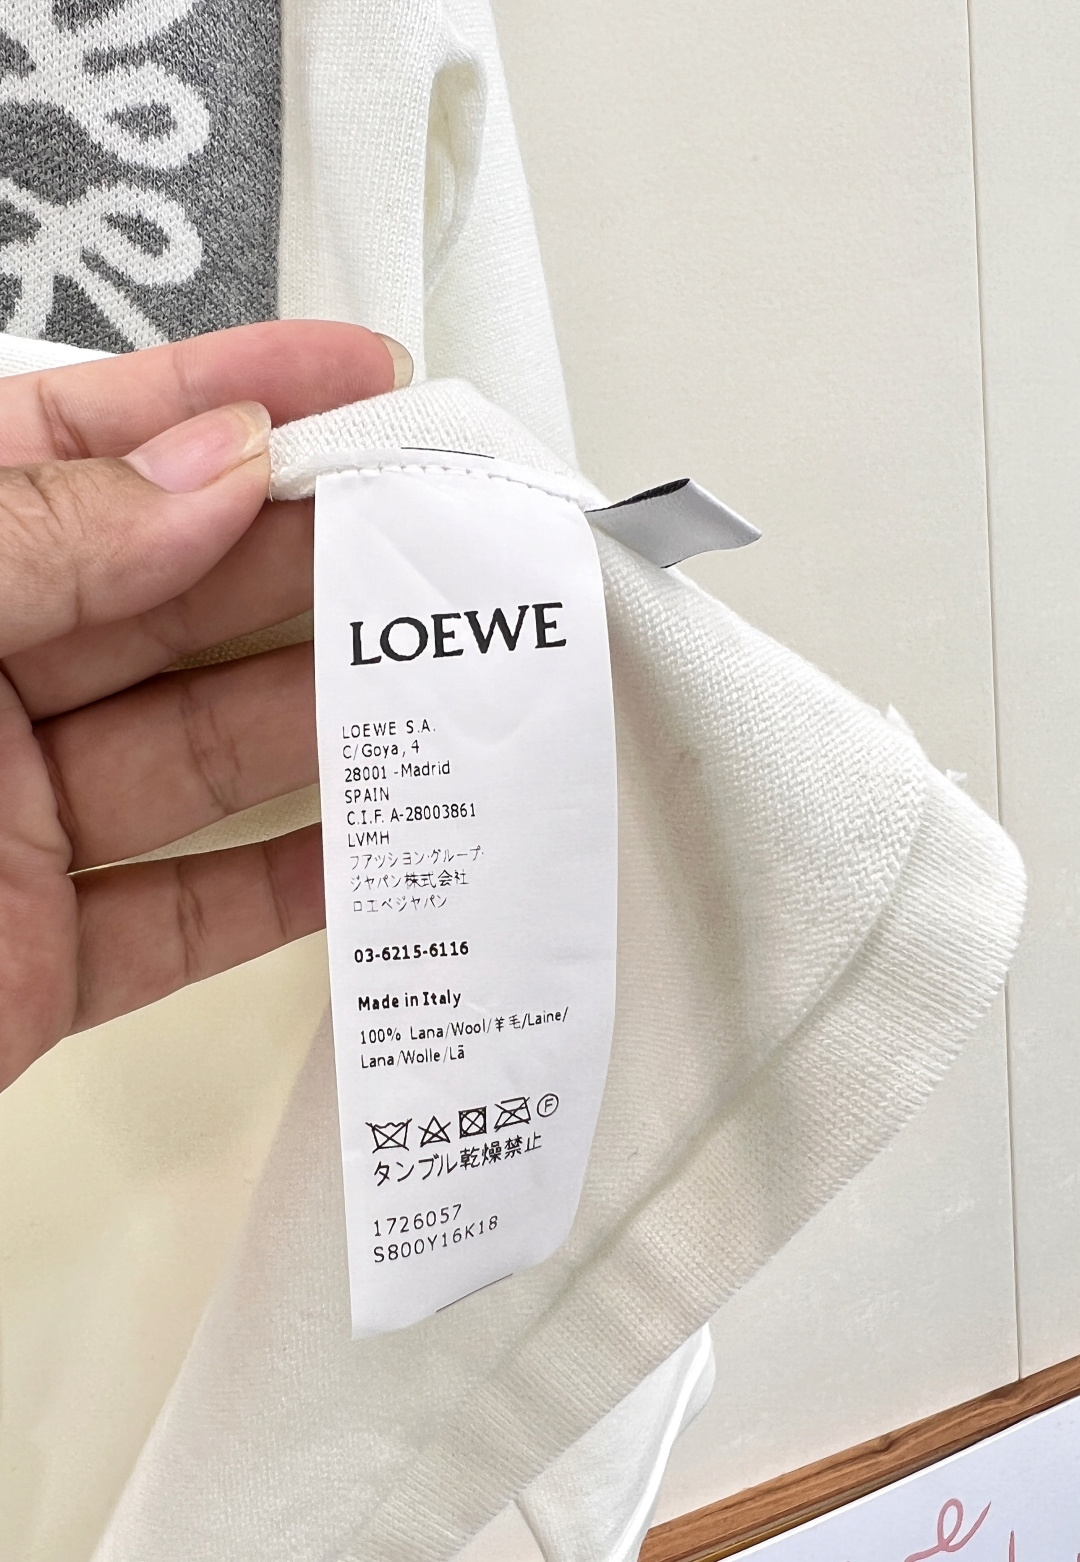 LOEWE
LOEWE S.A.
C/Goya, 4
28001 -Madrid
SPAIN
C.I.F. A-28003861
LVMH
ファッション・グループ・
ジャパン株式会社
ロエベジャパン
03-6215-6116
Made in Italy
100% Lana/Wool/羊毛/Laine/
Lana/Wolle/Lã
F
タンブル乾燥禁止
1726057
S800Y16K18